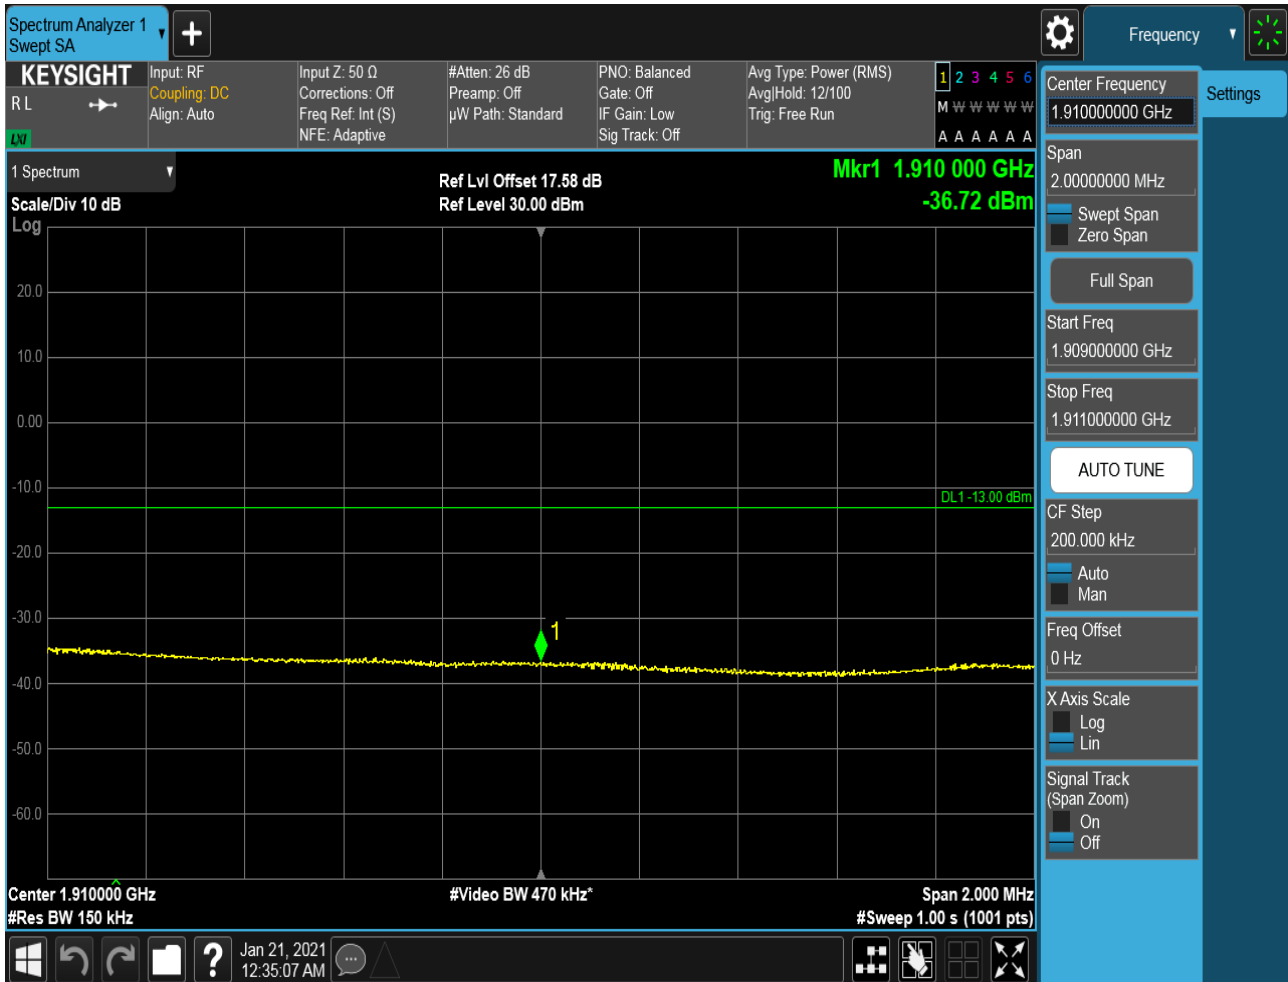 Spectrum Analyzer 1
Swept SA
Frequency
KEYSIGHT
R L
LXI
Input: RF
Coupling: DC
Align: Auto
Input Z: 50 Ω
Corrections: Off
Freq Ref: Int (S)
NFE: Adaptive
#Atten: 26 dB
Preamp: Off
µW Path: Standard
PNO: Balanced
Gate: Off
IF Gain: Low
Sig Track: Off
Avg Type: Power (RMS)
Avg|Hold: 12/100
Trig: Free Run
1 2 3 4 5 6
M W W W W W
A A A A A A
1 Spectrum
Scale/Div 10 dB
Log
Ref Lvl Offset 17.58 dB
Ref Level 30.00 dBm
Mkr1 1.910 000 GHz
-36.72 dBm
20.0
10.0
0.00
-10.0
DL1 -13.00 dBm
-20.0
-30.0
1
-40.0
-50.0
-60.0
Center 1.910000 GHz
#Video BW 470 kHz*
Span 2.000 MHz
#Res BW 150 kHz
#Sweep 1.00 s (1001 pts)
Jan 21, 2021
12:35:07 AM
Center Frequency
1.910000000 GHz
Settings
Span
2.00000000 MHz
Swept Span
Zero Span
Full Span
Start Freq
1.909000000 GHz
Stop Freq
1.911000000 GHz
AUTO TUNE
CF Step
200.000 kHz
Auto
Man
Freq Offset
0 Hz
X Axis Scale
Log
Lin
Signal Track
(Span Zoom)
On
Off